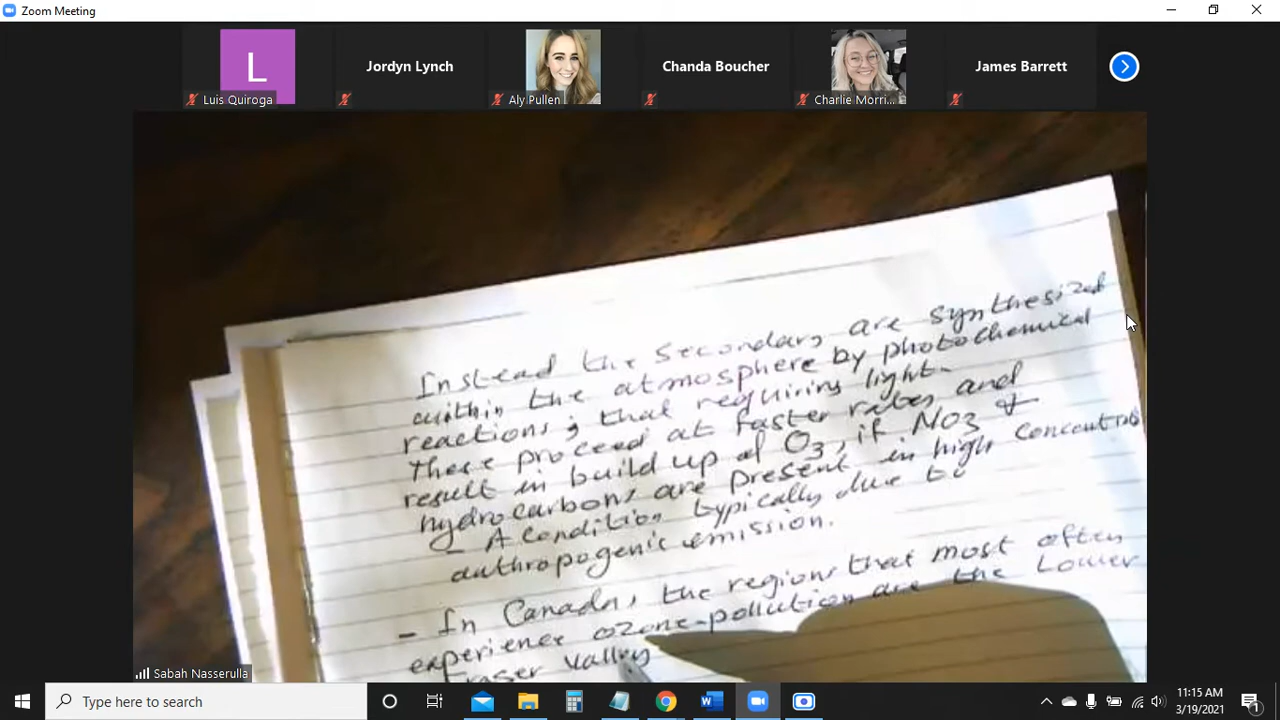 Zoom Meeting
L
Luis Quiroga
Jordyn Lynch
Aly Pullen
Chanda Boucher
Charlie Morri...
James Barrett
Instead the secondary are synthesized
within the atmosphere by photochemical
reactions, that requiring light.
These proceed at faster rates and
result in build up of O3, if NO3 &
hydrocarbons are present in high concentrati
- A condition typically due to
anthropogenic emission.
- In Canada, the regions that most often
experience ozone-pollution are the Lower
Fraser Valley
Sabah Nasserulla
Type here to search
11:15 AM
3/19/2021
1